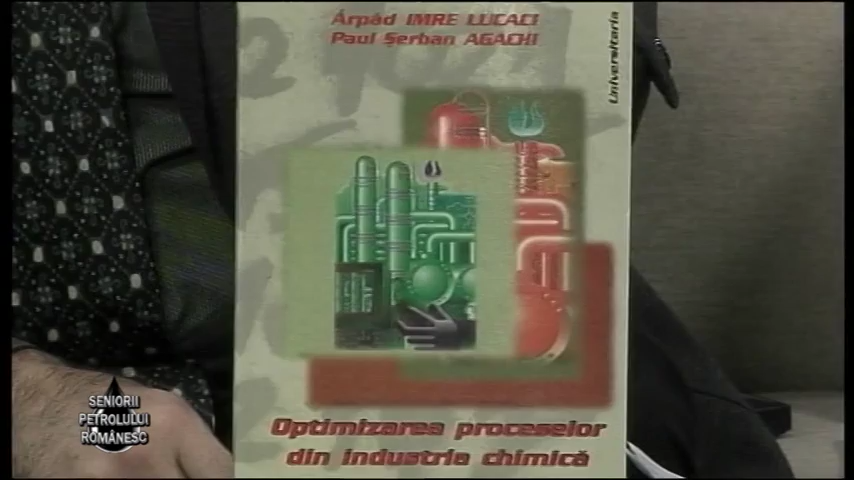 Árpád IMRE LUCACI
Paul Şerban AGACHI
Universitaria
Optimizarea proceselor
din industria chimică
SENIORII
PETROLULUI
ROMÂNESC